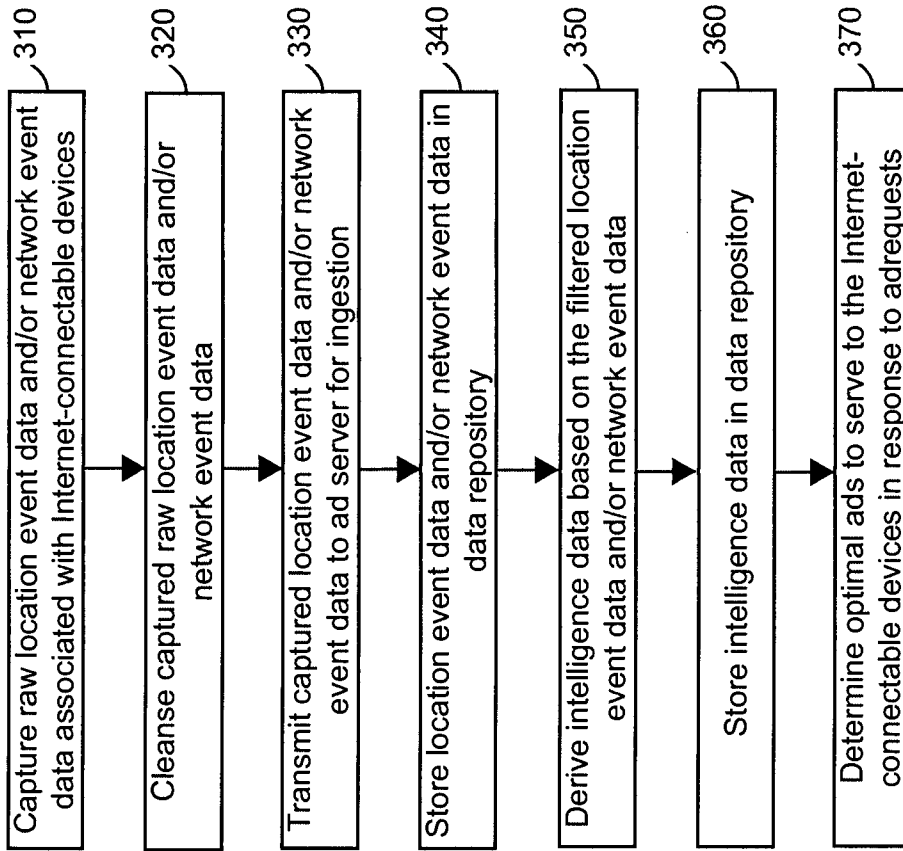 310
Capture raw location event data and/or network event
data associated with Internet-connectable devices
320
Cleanse captured raw location event data and/or
network event data
330
Transmit captured location event data and/or network
event data to ad server for ingestion
340
Store location event data and/or network event data in
data repository
350
Derive intelligence data based on the filtered location
event data and/or network event data
360
Store intelligence data in data repository
370
Determine optimal ads to serve to the Internet-
connectable devices in response to adrequests